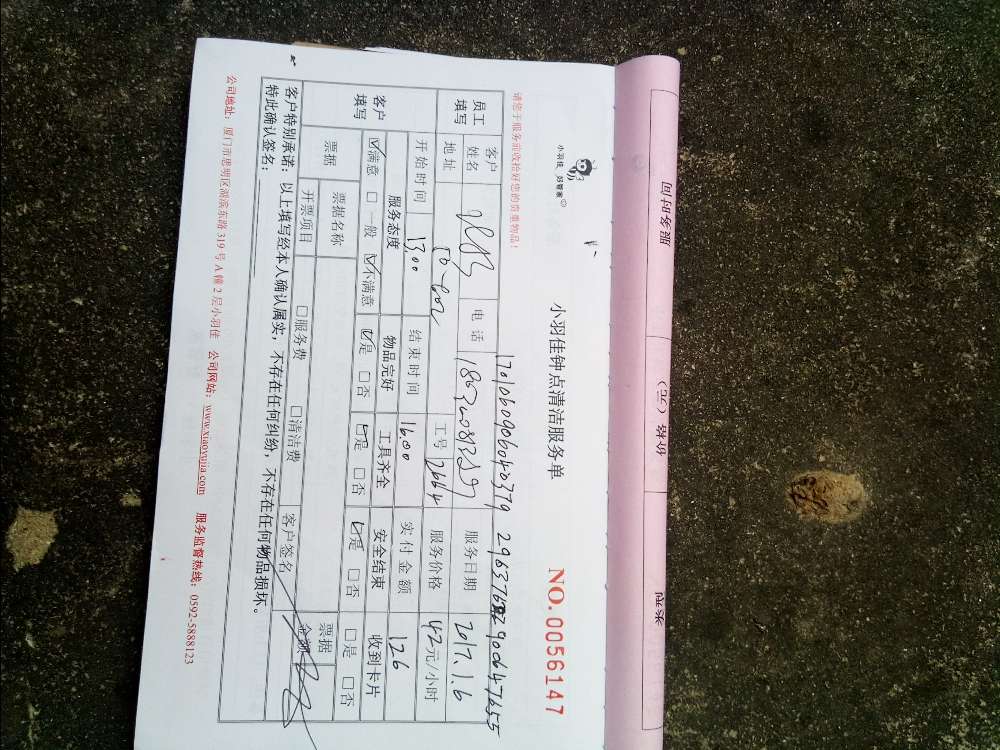 小羽佳 好管家
小羽佳钟点清洁服务单
NO.0056147
请您于服务前收拾好您的贵重物品!
员工填写
客户姓名
电话
服务日期 2017.1.6
地址
工号 2664
服务价格 42元/小时
客户填写
开始时间 13.00
结束时间 16.00
实付金额 126
服务态度 物品完好 工具齐全 安全结束 收到卡片
☑满意 □一般 ☑不满意 ☑是 □否 ☑是 □否 ☑是 □否 □是 □否
票据 票据名称
票据金额
开票项目 □服务费 □清洁费 客户签名
客户特别承诺:以上填写经本人确认属实,不存在任何纠纷,不存在任何物品损坏。
特此确认签名:
公司地址:厦门市思明区湖滨东路319号A幢2层小羽佳 公司网站:www.xiaoyujia.com 服务监督热线:0592-5888123
服务时间